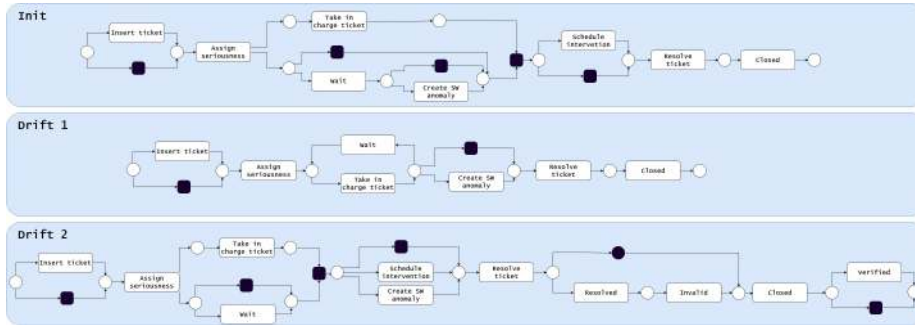 Init
Insert ticket
Assign
seriousness
Take in
charge ticket
Wait
Create SW
anomaly
Schedule
intervention
Resolve
ticket
Closed
Drift 1
Insert ticket
Assign
seriousness
Wait
Take in
charge ticket
Create SW
anomaly
Resolve
ticket
Closed
Drift 2
Insert ticket
Assign
seriousness
Take in
charge ticket
Wait
Schedule
intervention
Create SW
anomaly
Resolve
ticket
Resolved
Invalid
Closed
Verified